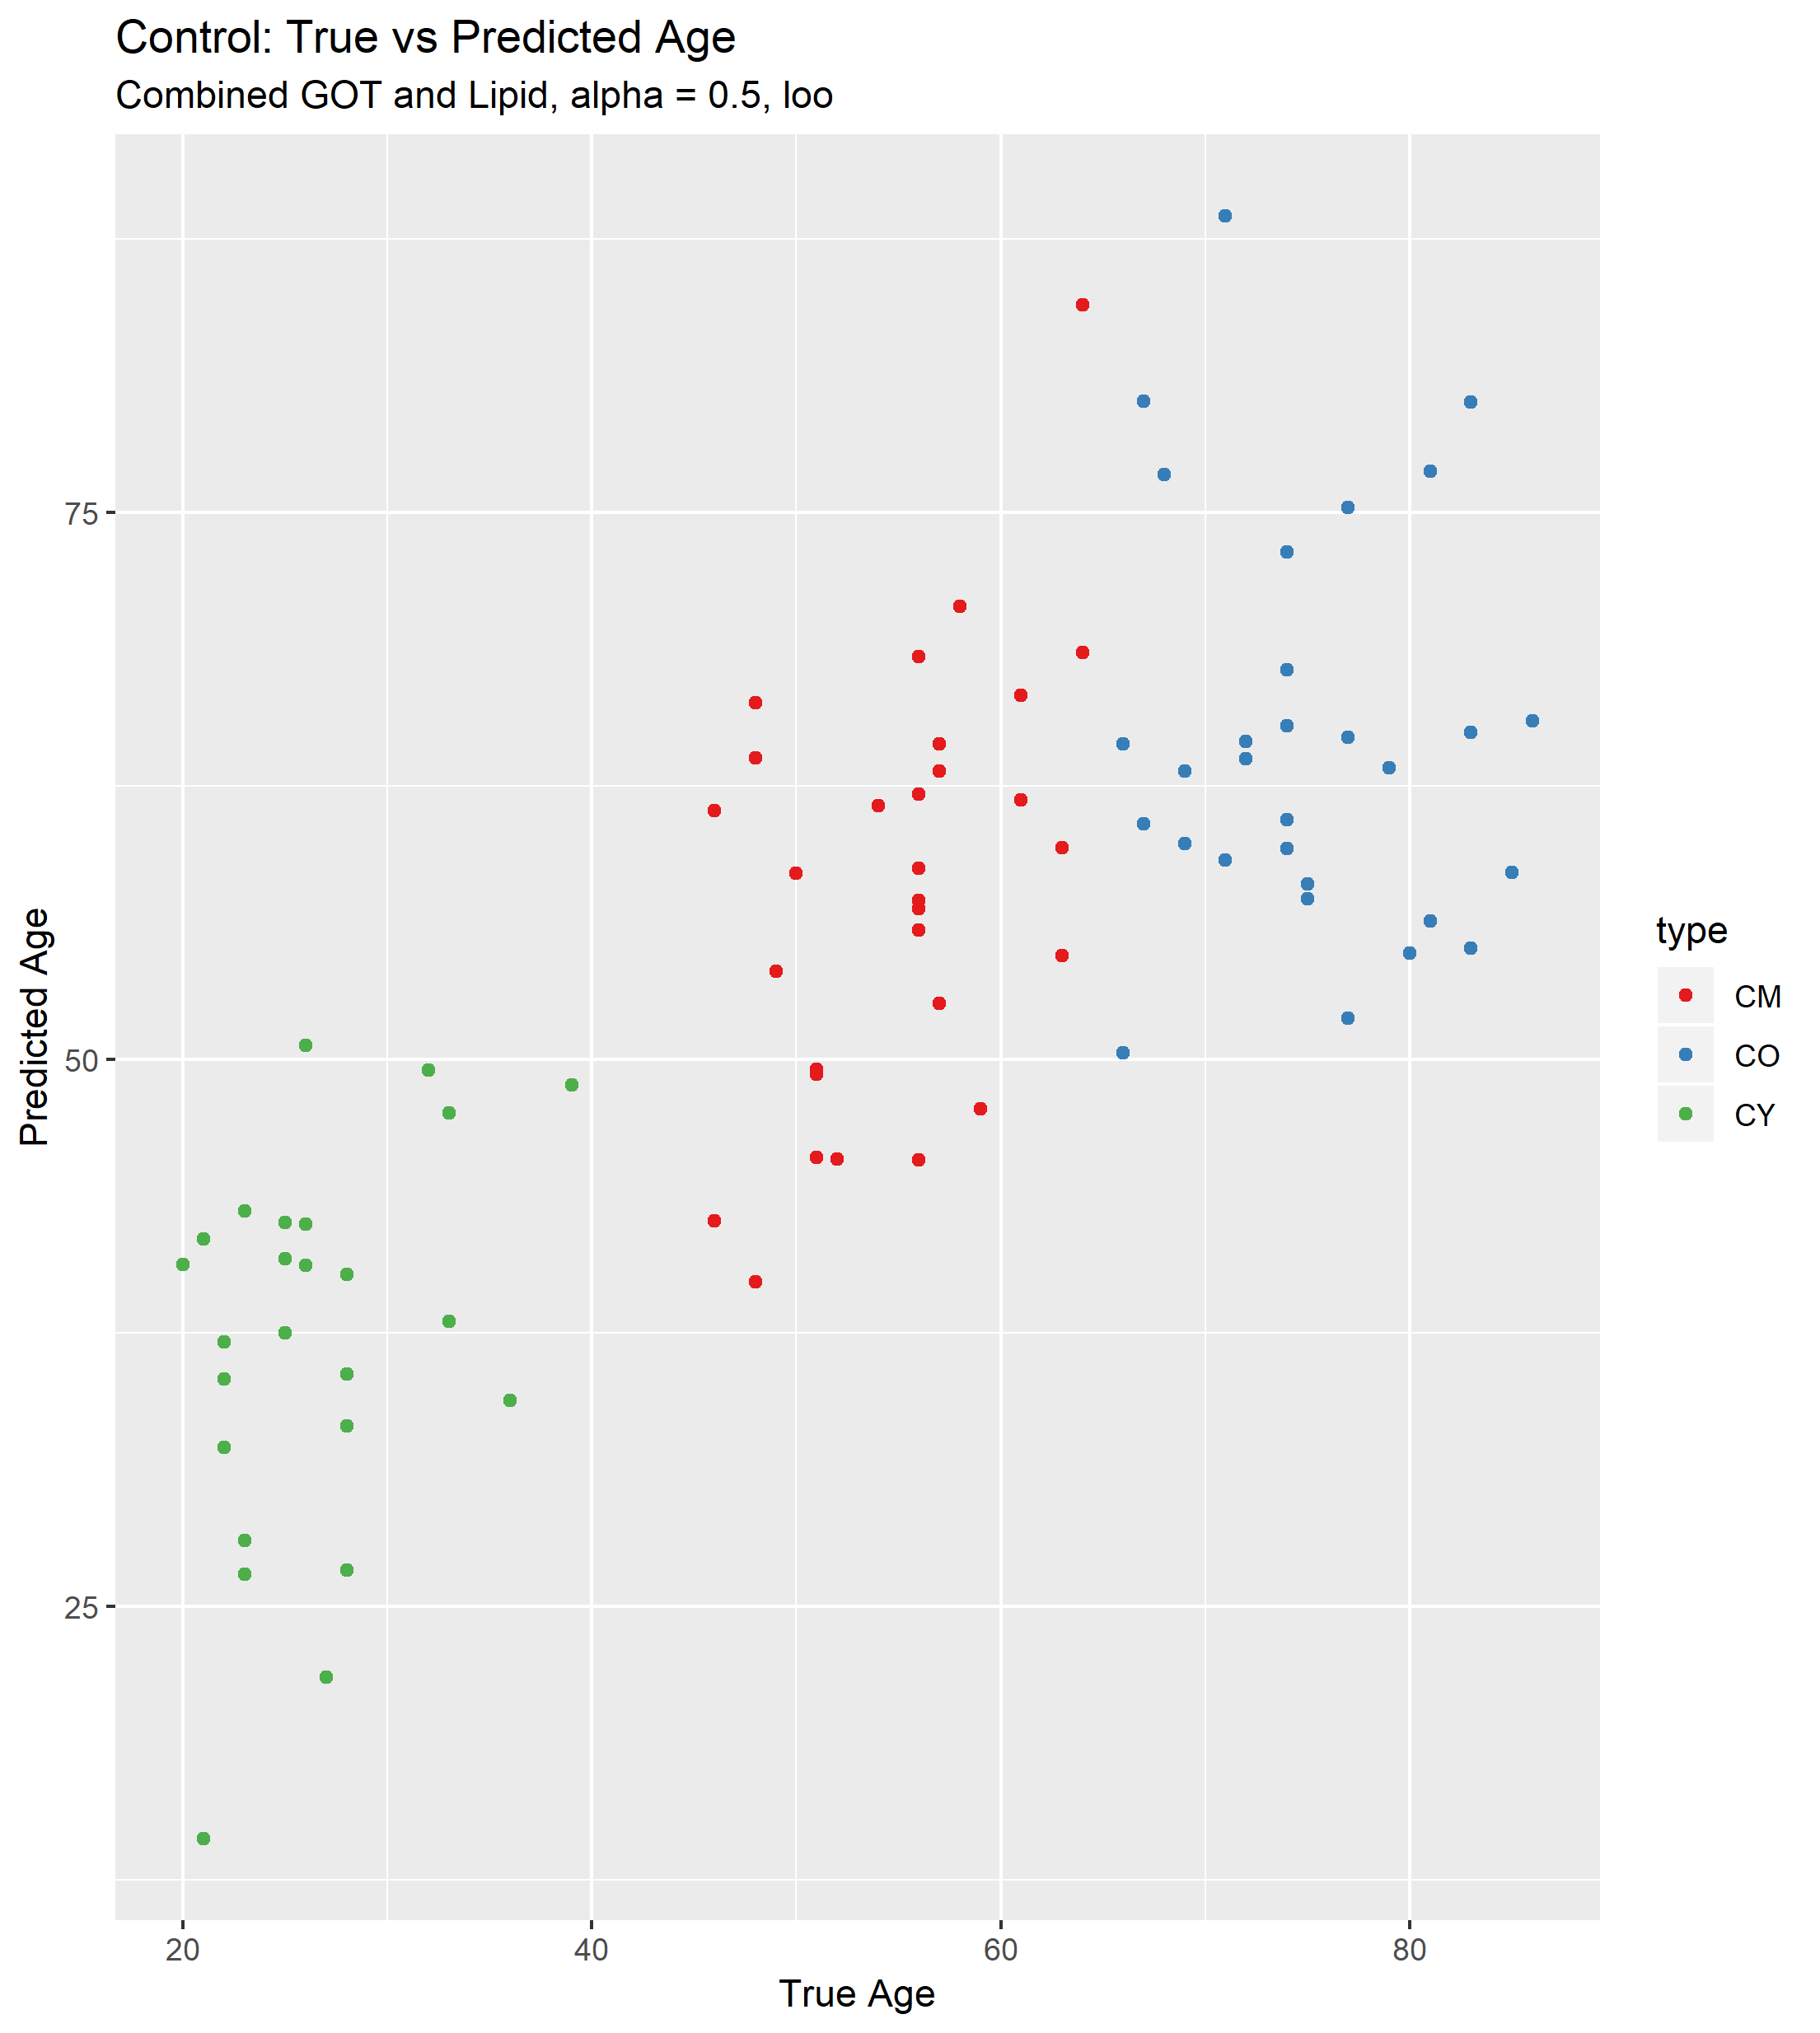 Control: True vs Predicted Age
Combined GOT and Lipid, alpha = 0.5, loo
Predicted Age
75
50
25
20
40
60
80
True Age
type
CM
CO
CY